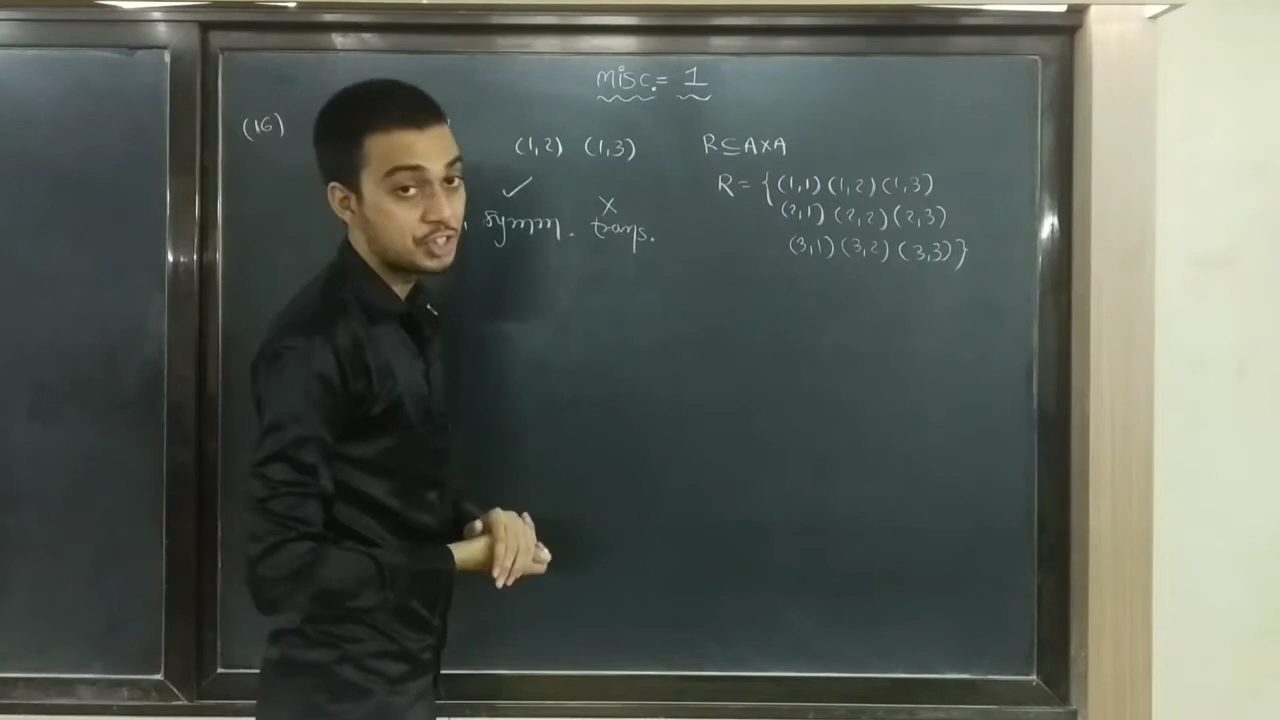 Misc. = 1
(16)
(1,2) (1,3)
✓ X
symm. trans.
R⊆A×A
R = {(1,1) (1,2) (1,3)
(2,1) (2,2) (2,3)
(3,1) (3,2) (3,3)}